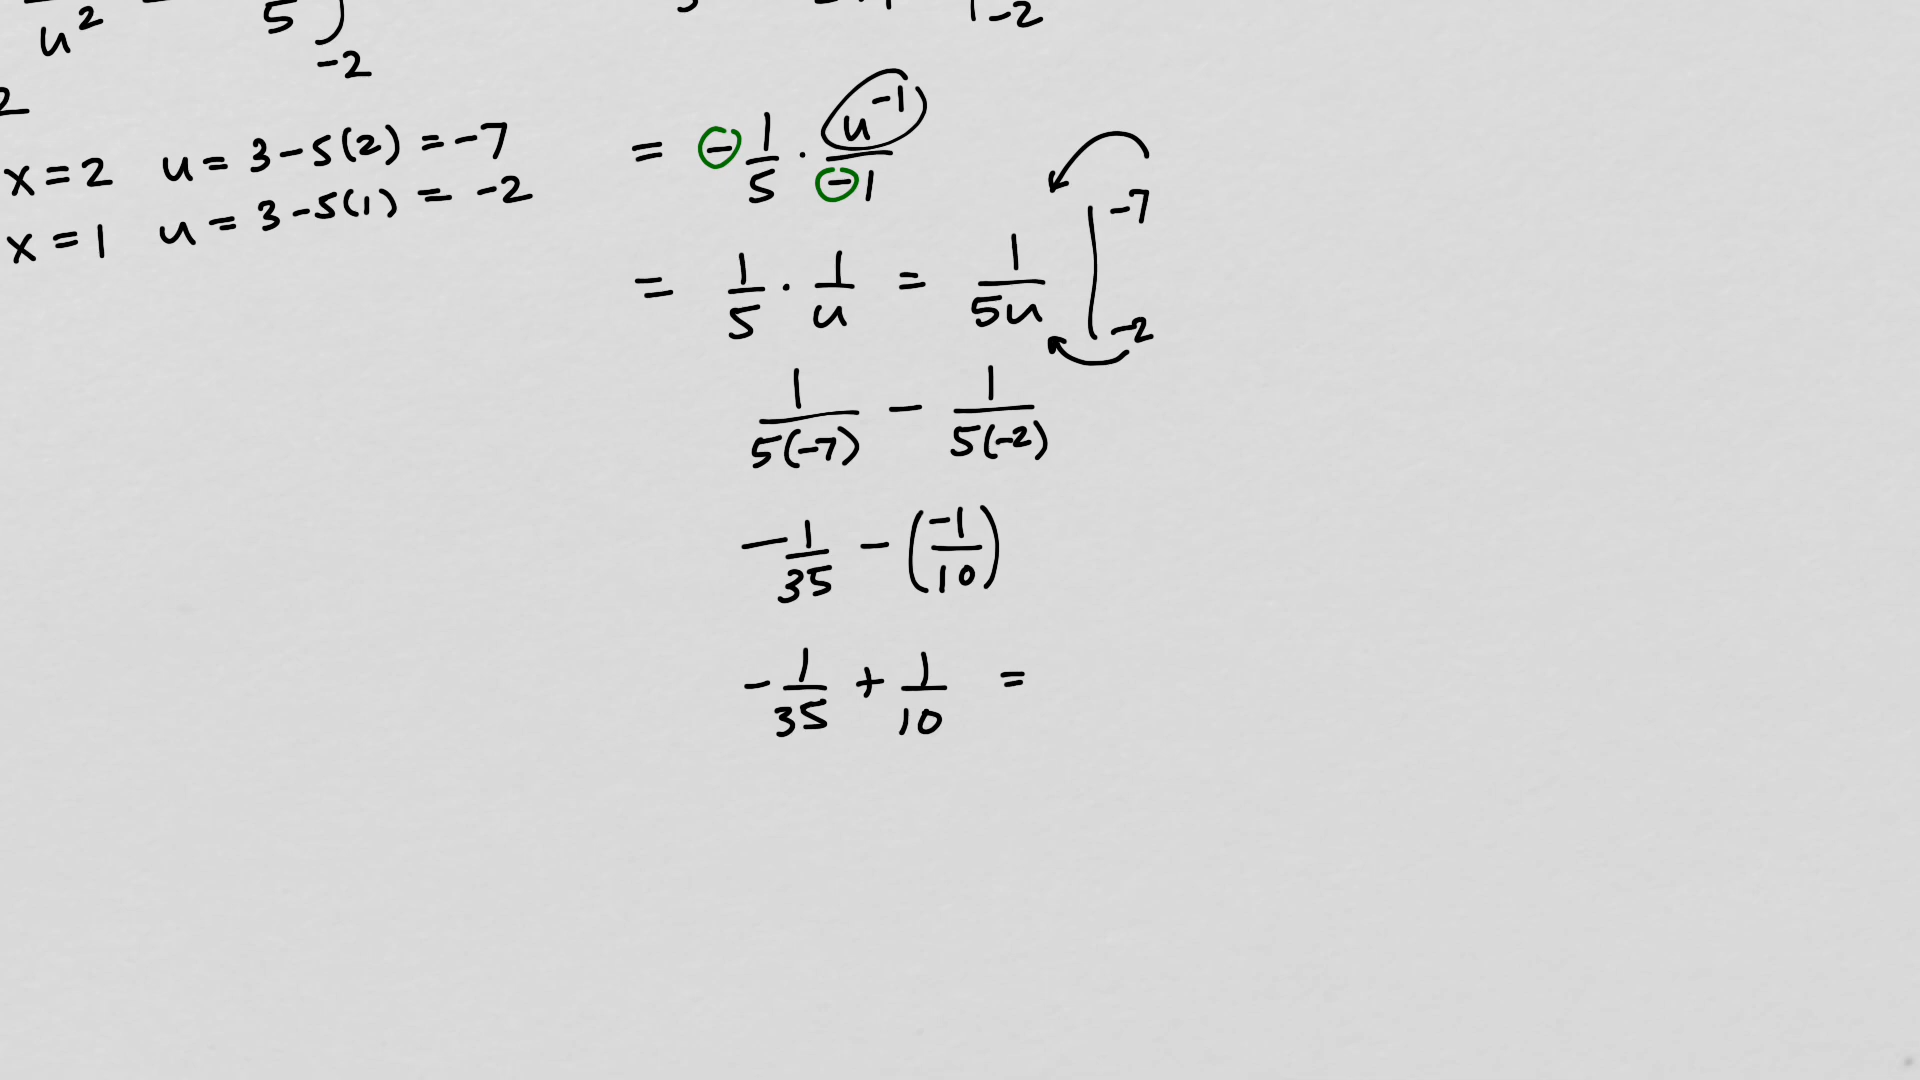 u² 5 -2 -2
2
x=2 u=3-5(2)=-7
x=1 u=3-5(1)=-2
= -1/5 · u⁻¹/-1
= 1/5 · 1/u = 1/5u | -7 -2
1/5(-7) - 1/5(-2)
-1/35 - (-1/10)
-1/35 + 1/10 =